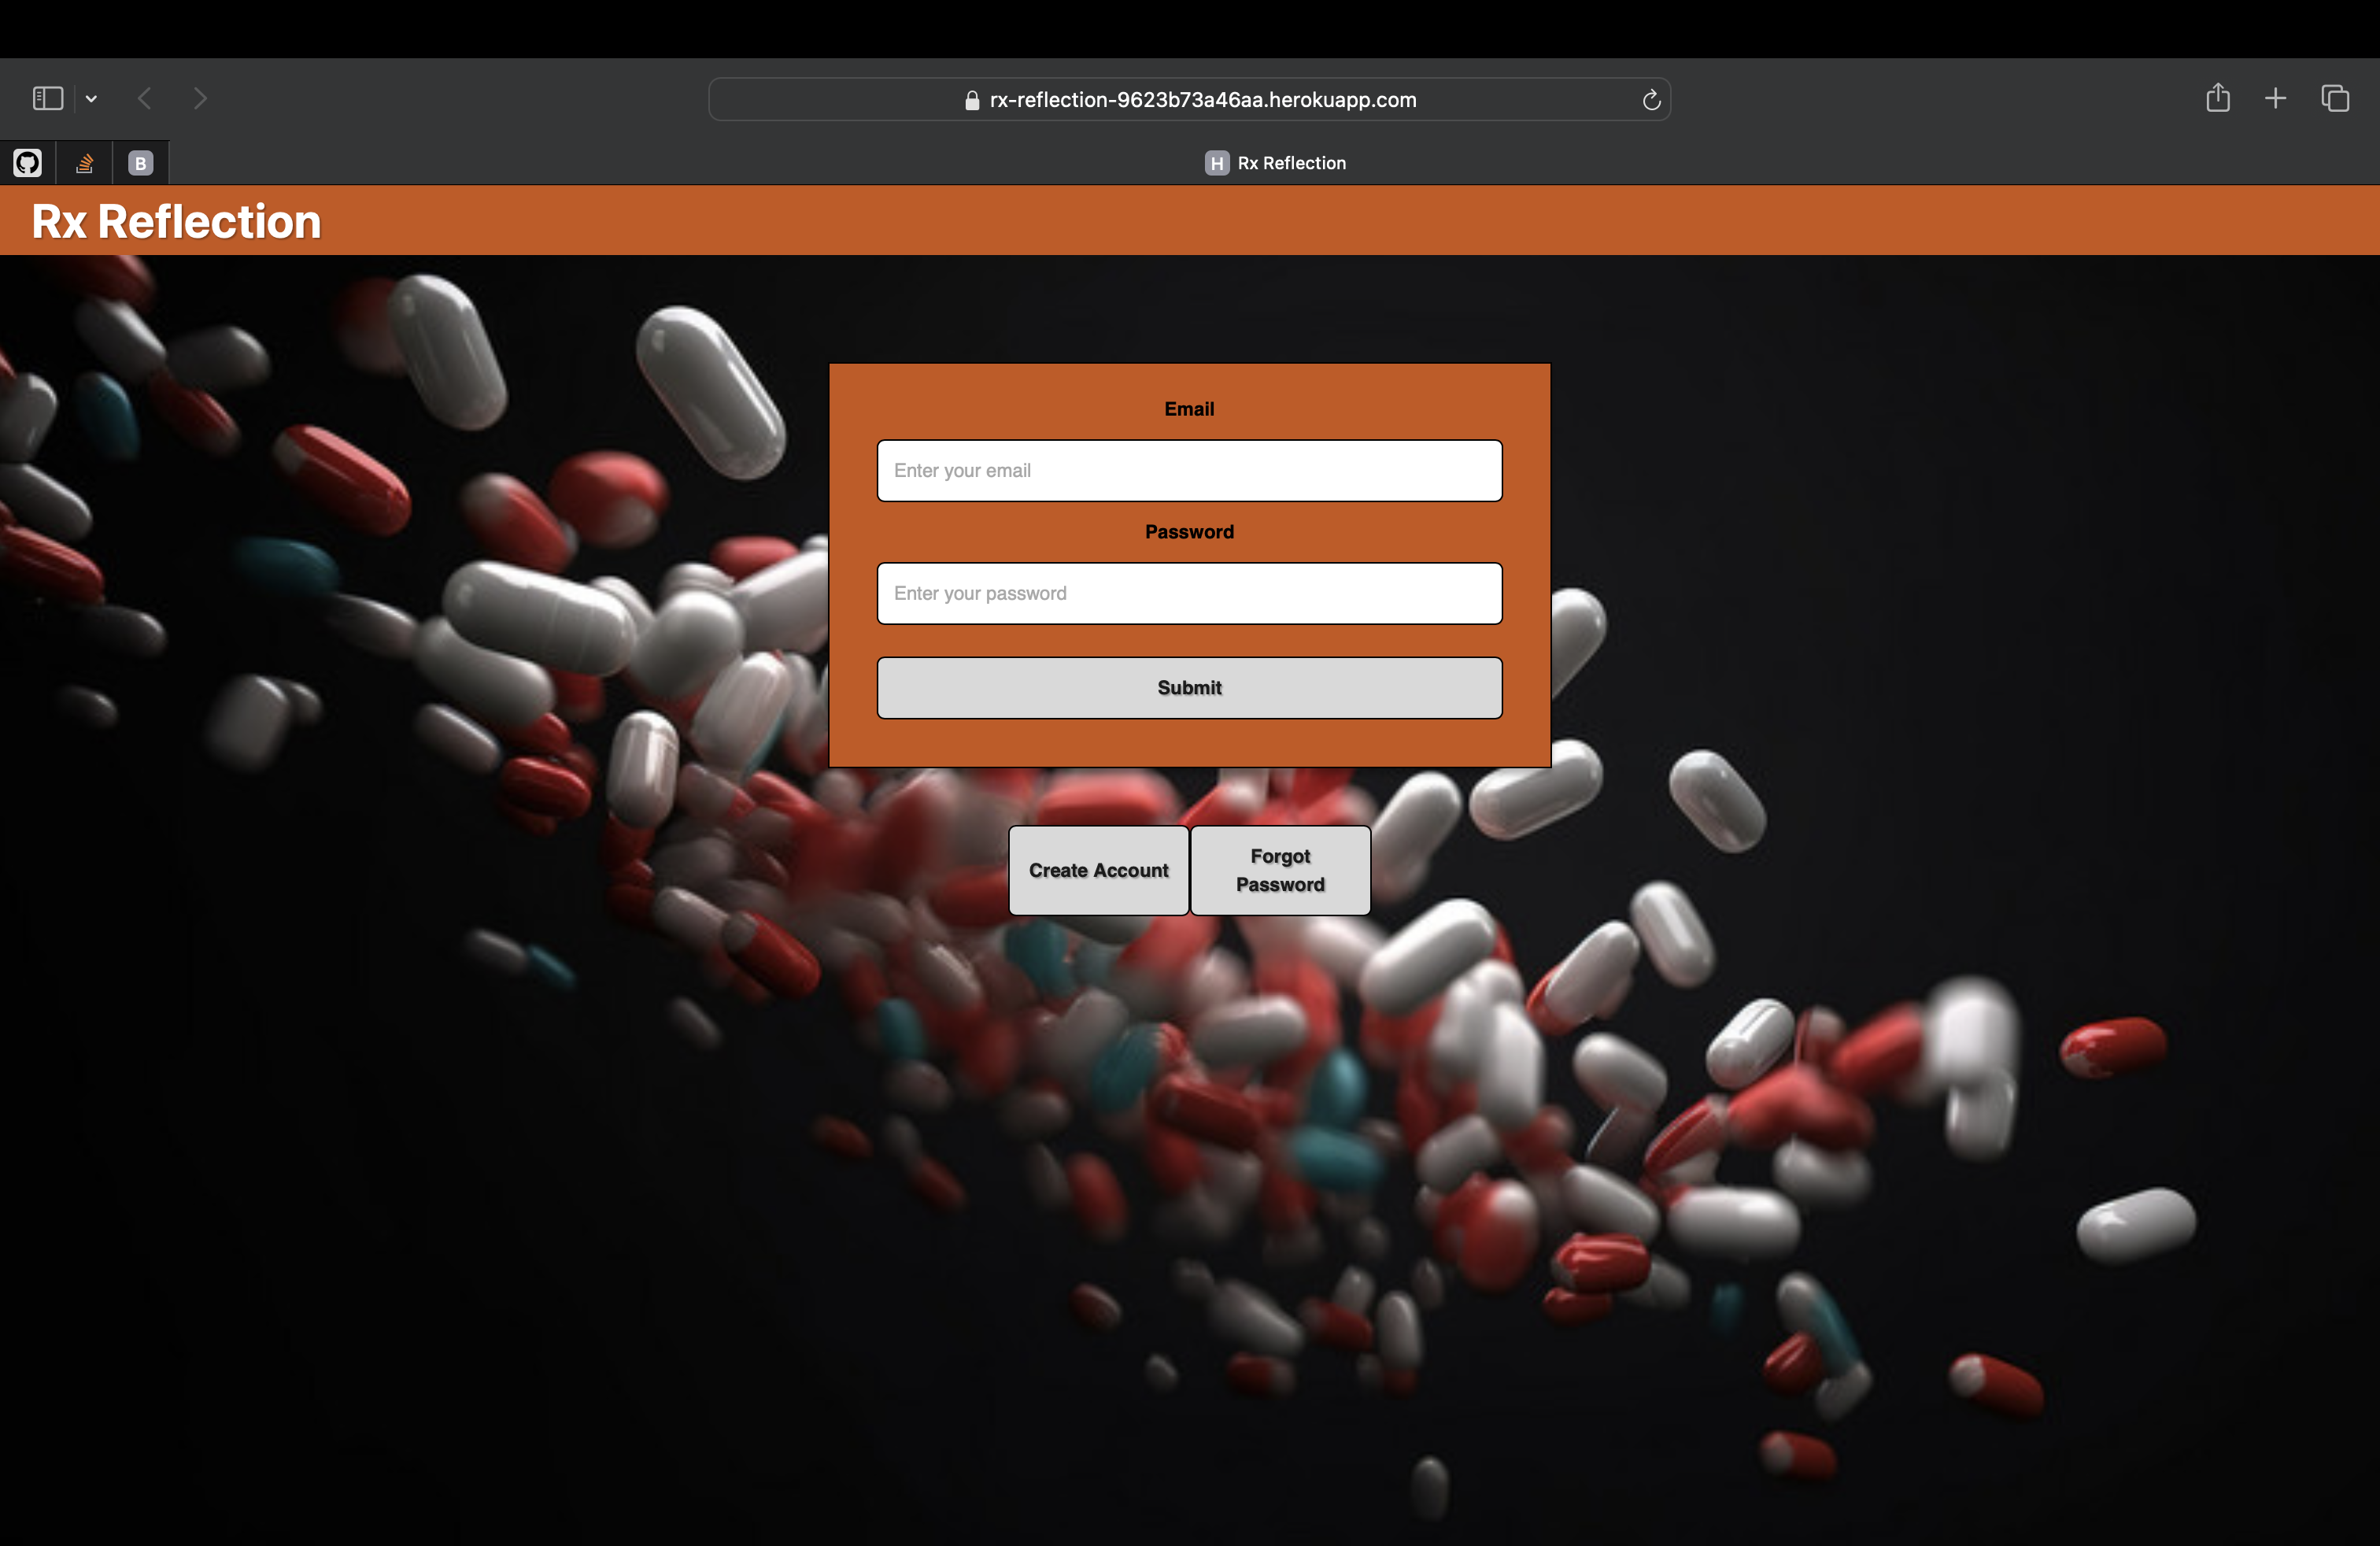 rx-reflection-9623b73a46aa.herokuapp.com
B
H Rx Reflection
Rx Reflection
Email
Enter your email
Password
Enter your password
Submit
Create Account
Forgot
Password